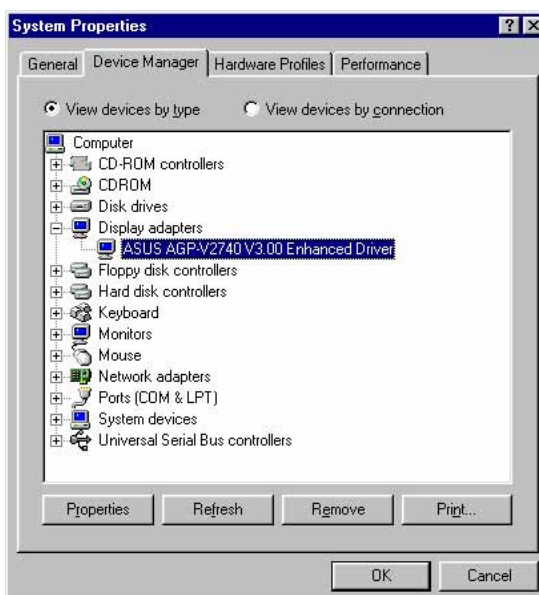 System Properties
General Device Manager Hardware Profiles Performance
View devices by type View devices by connection
Computer
CD-ROM controllers
CDROM
Disk drives
Display adapters
ASUS AGP-V2740 V3.00 Enhanced Driver
Floppy disk controllers
Hard disk controllers
Keyboard
Monitors
Mouse
Network adapters
Ports (COM & LPT)
System devices
Universal Serial Bus controllers
Properties Refresh Remove Print...
OK Cancel